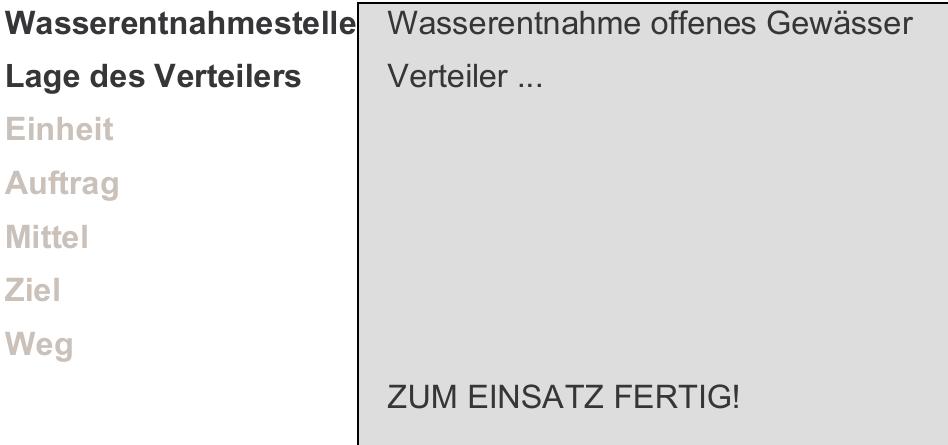 Wasserentnahmestelle Wasserentnahme offenes Gewässer
Lage des Verteilers Verteiler ...
Einheit
Auftrag
Mittel
Ziel
Weg
ZUM EINSATZ FERTIG!